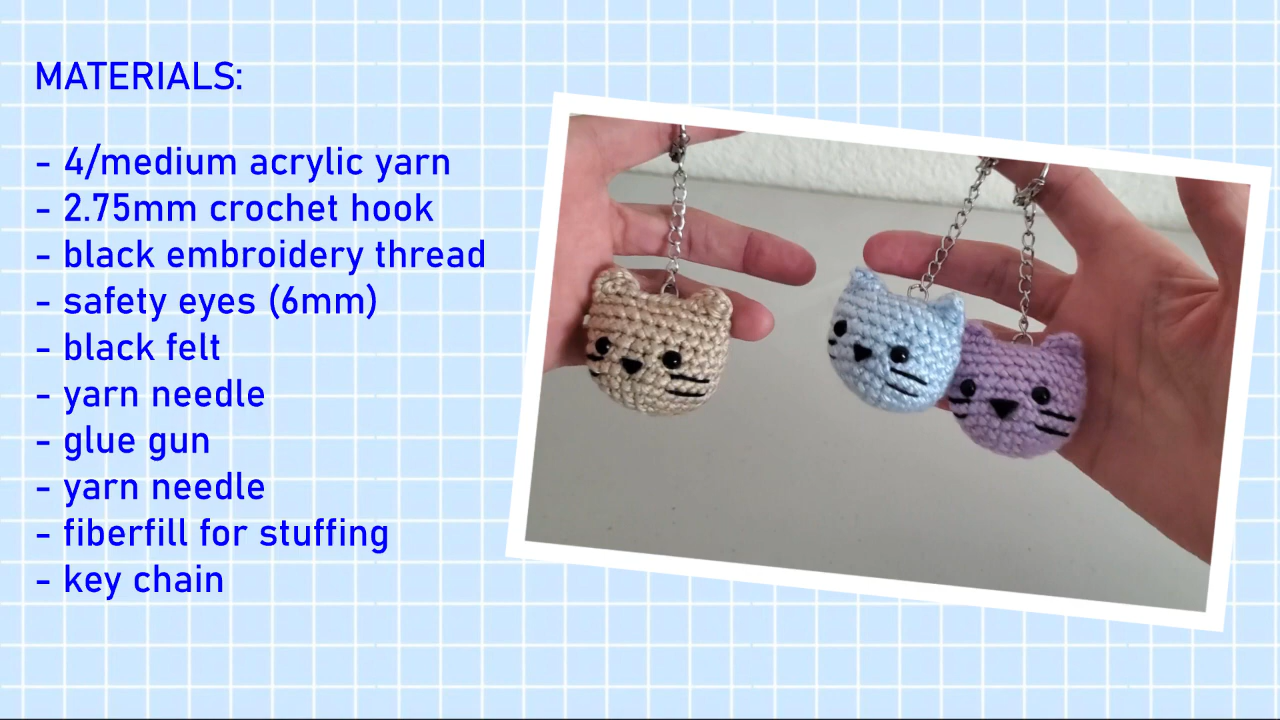 MATERIALS:
- 4/medium acrylic yarn
- 2.75mm crochet hook
- black embroidery thread
- safety eyes (6mm)
- black felt
- yarn needle
- glue gun
- yarn needle
- fiberfill for stuffing
- key chain